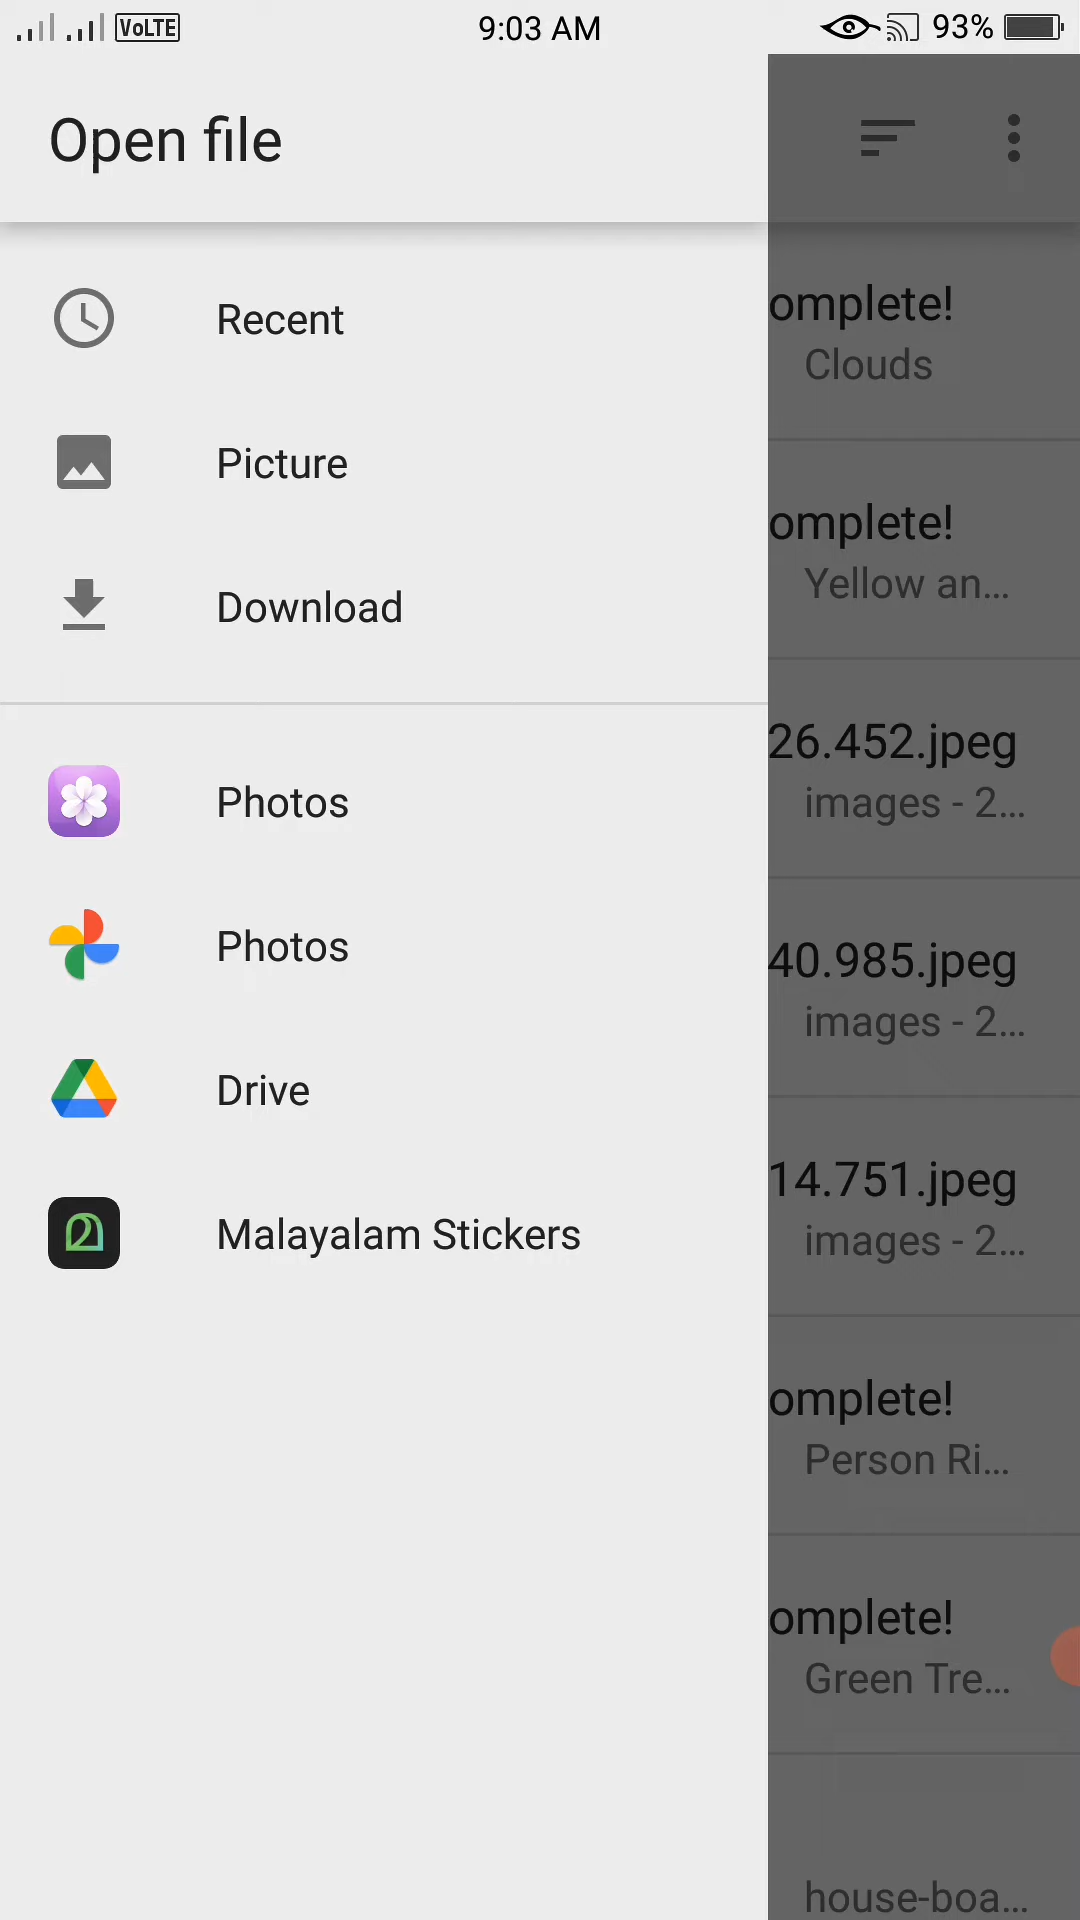 VoLTE 9:03 AM 93%
Open file
Recent
Picture
Download
Photos
Photos
Drive
മ
Malayalam Stickers
omplete!
Clouds
omplete!
Yellow an...
26.452.jpeg
images - 2...
40.985.jpeg
images - 2...
14.751.jpeg
images - 2...
omplete!
Person Ri...
omplete!
Green Tre...
house-boa...